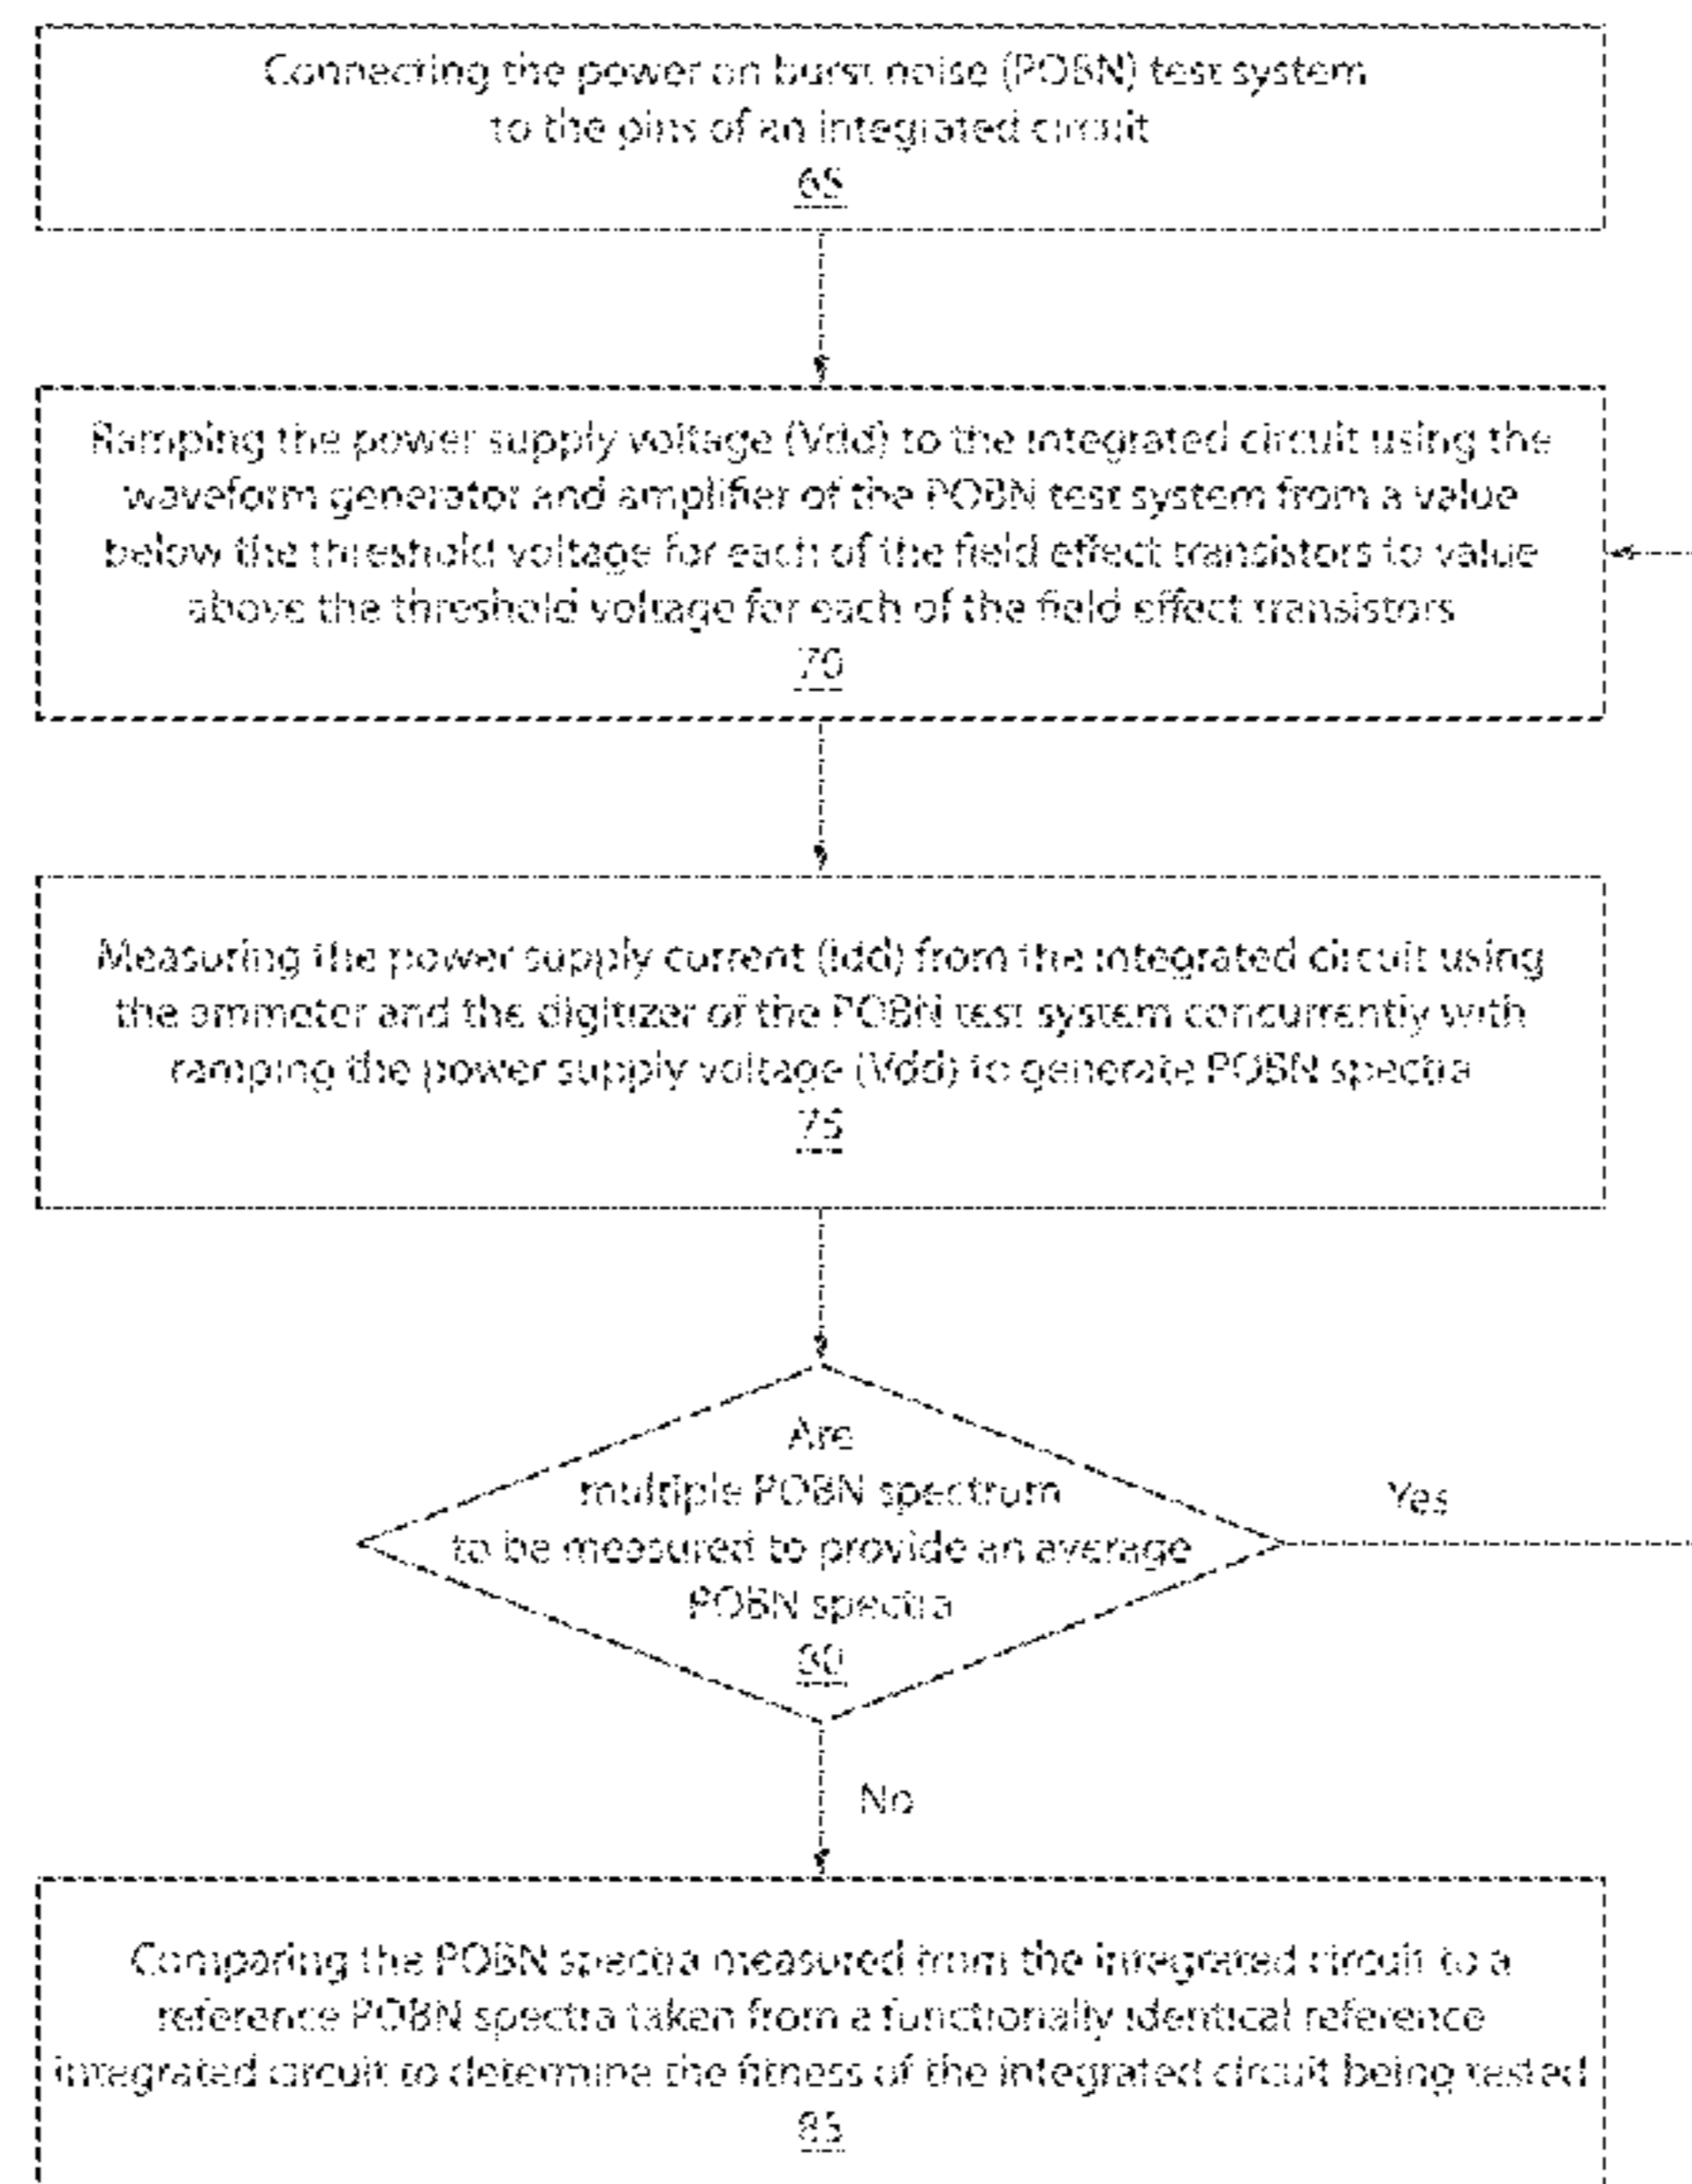 Connecting the power on burst noise (POBN) test system
to the pins of an integrated circuit
65
Ramping the power supply voltage (Vdd) to the integrated circuit using the
waveform generator and amplifier of the POBN test system from a value
below the threshold voltage for each of the field effect transistors to value
above the threshold voltage for each of the field effect transistors
70
Measuring the power supply current (Idd) from the integrated circuit using
the ammeter and the digitizer of the POBN test system concurrently with
ramping the power supply voltage (Vdd) to generate POBN spectra
75
Are
multiple POBN spectrum
to be measured to provide an average
POBN spectra
80
Yes
No
Comparing the POBN spectra measured from the integrated circuit to a
reference POBN spectra taken from a functionally identical reference
integrated circuit to determine the fitness of the integrated circuit being tested
85